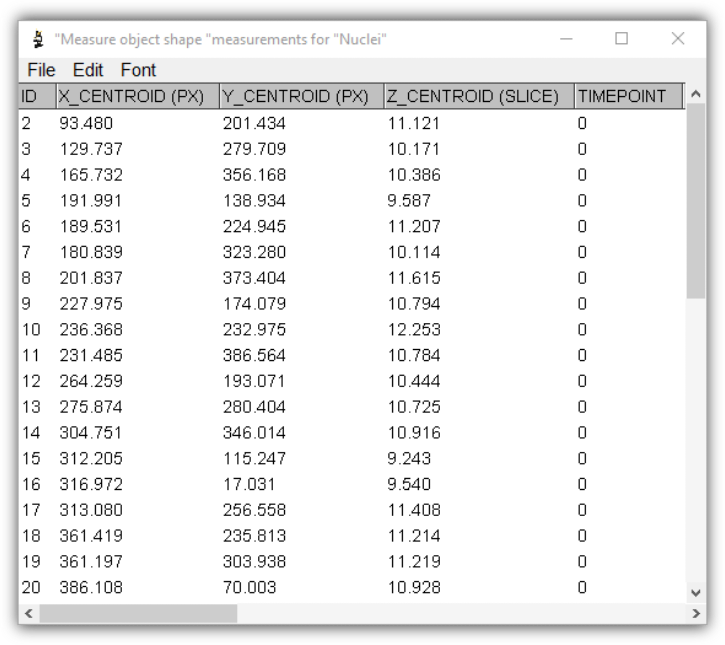 "Measure object shape "measurements for "Nuclei"
File Edit Font
ID X_CENTROID (PX) Y_CENTROID (PX) Z_CENTROID (SLICE) TIMEPOINT
2 93.480 201.434 11.121 0
3 129.737 279.709 10.171 0
4 165.732 356.168 10.386 0
5 191.991 138.934 9.587 0
6 189.531 224.945 11.207 0
7 180.839 323.280 10.114 0
8 201.837 373.404 11.615 0
9 227.975 174.079 10.794 0
10 236.368 232.975 12.253 0
11 231.485 386.564 10.784 0
12 264.259 193.071 10.444 0
13 275.874 280.404 10.725 0
14 304.751 346.014 10.916 0
15 312.205 115.247 9.243 0
16 316.972 17.031 9.540 0
17 313.080 256.558 11.408 0
18 361.419 235.813 11.214 0
19 361.197 303.938 11.219 0
20 386.108 70.003 10.928 0